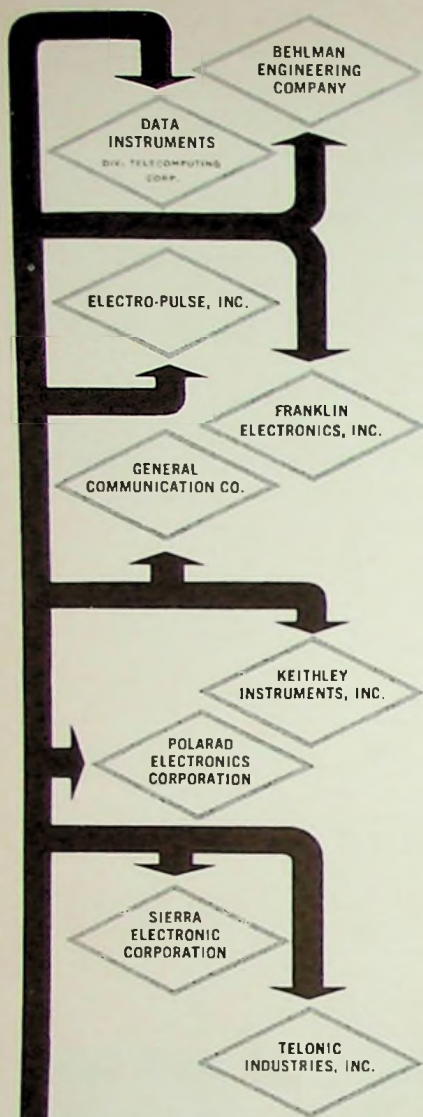 BEHLMAN
ENGINEERING
COMPANY
DATA
INSTRUMENTS
DIV. TELECOMPUTING
CORP.
ELECTRO-PULSE, INC.
FRANKLIN
ELECTRONICS, INC.
GENERAL
COMMUNICATION CO.
KEITHLEY
INSTRUMENTS, INC.
POLARAD
ELECTRONICS
CORPORATION
SIERRA
ELECTRONIC
CORPORATION
TELONIC
INDUSTRIES, INC.